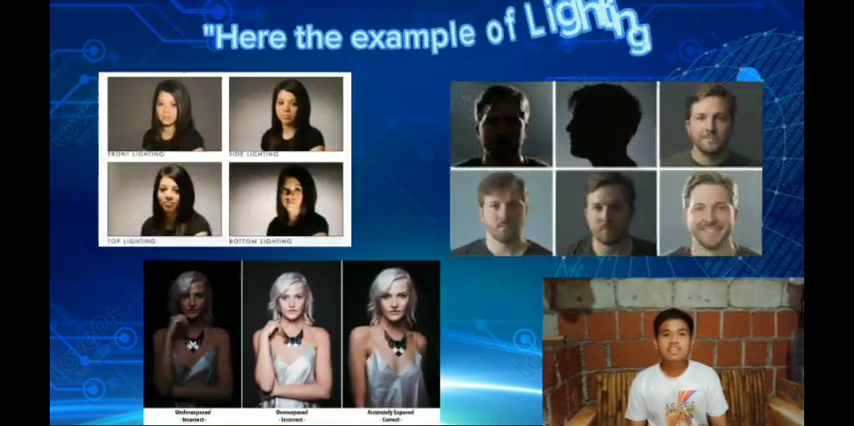 "Here the example of Lighting
FRONT LIGHTING
SIDE LIGHTING
TOP LIGHTING
BOTTOM LIGHTING
Underexposed
- Incorrect -
Overexposed
- Incorrect -
Accurately Exposed
- Correct -